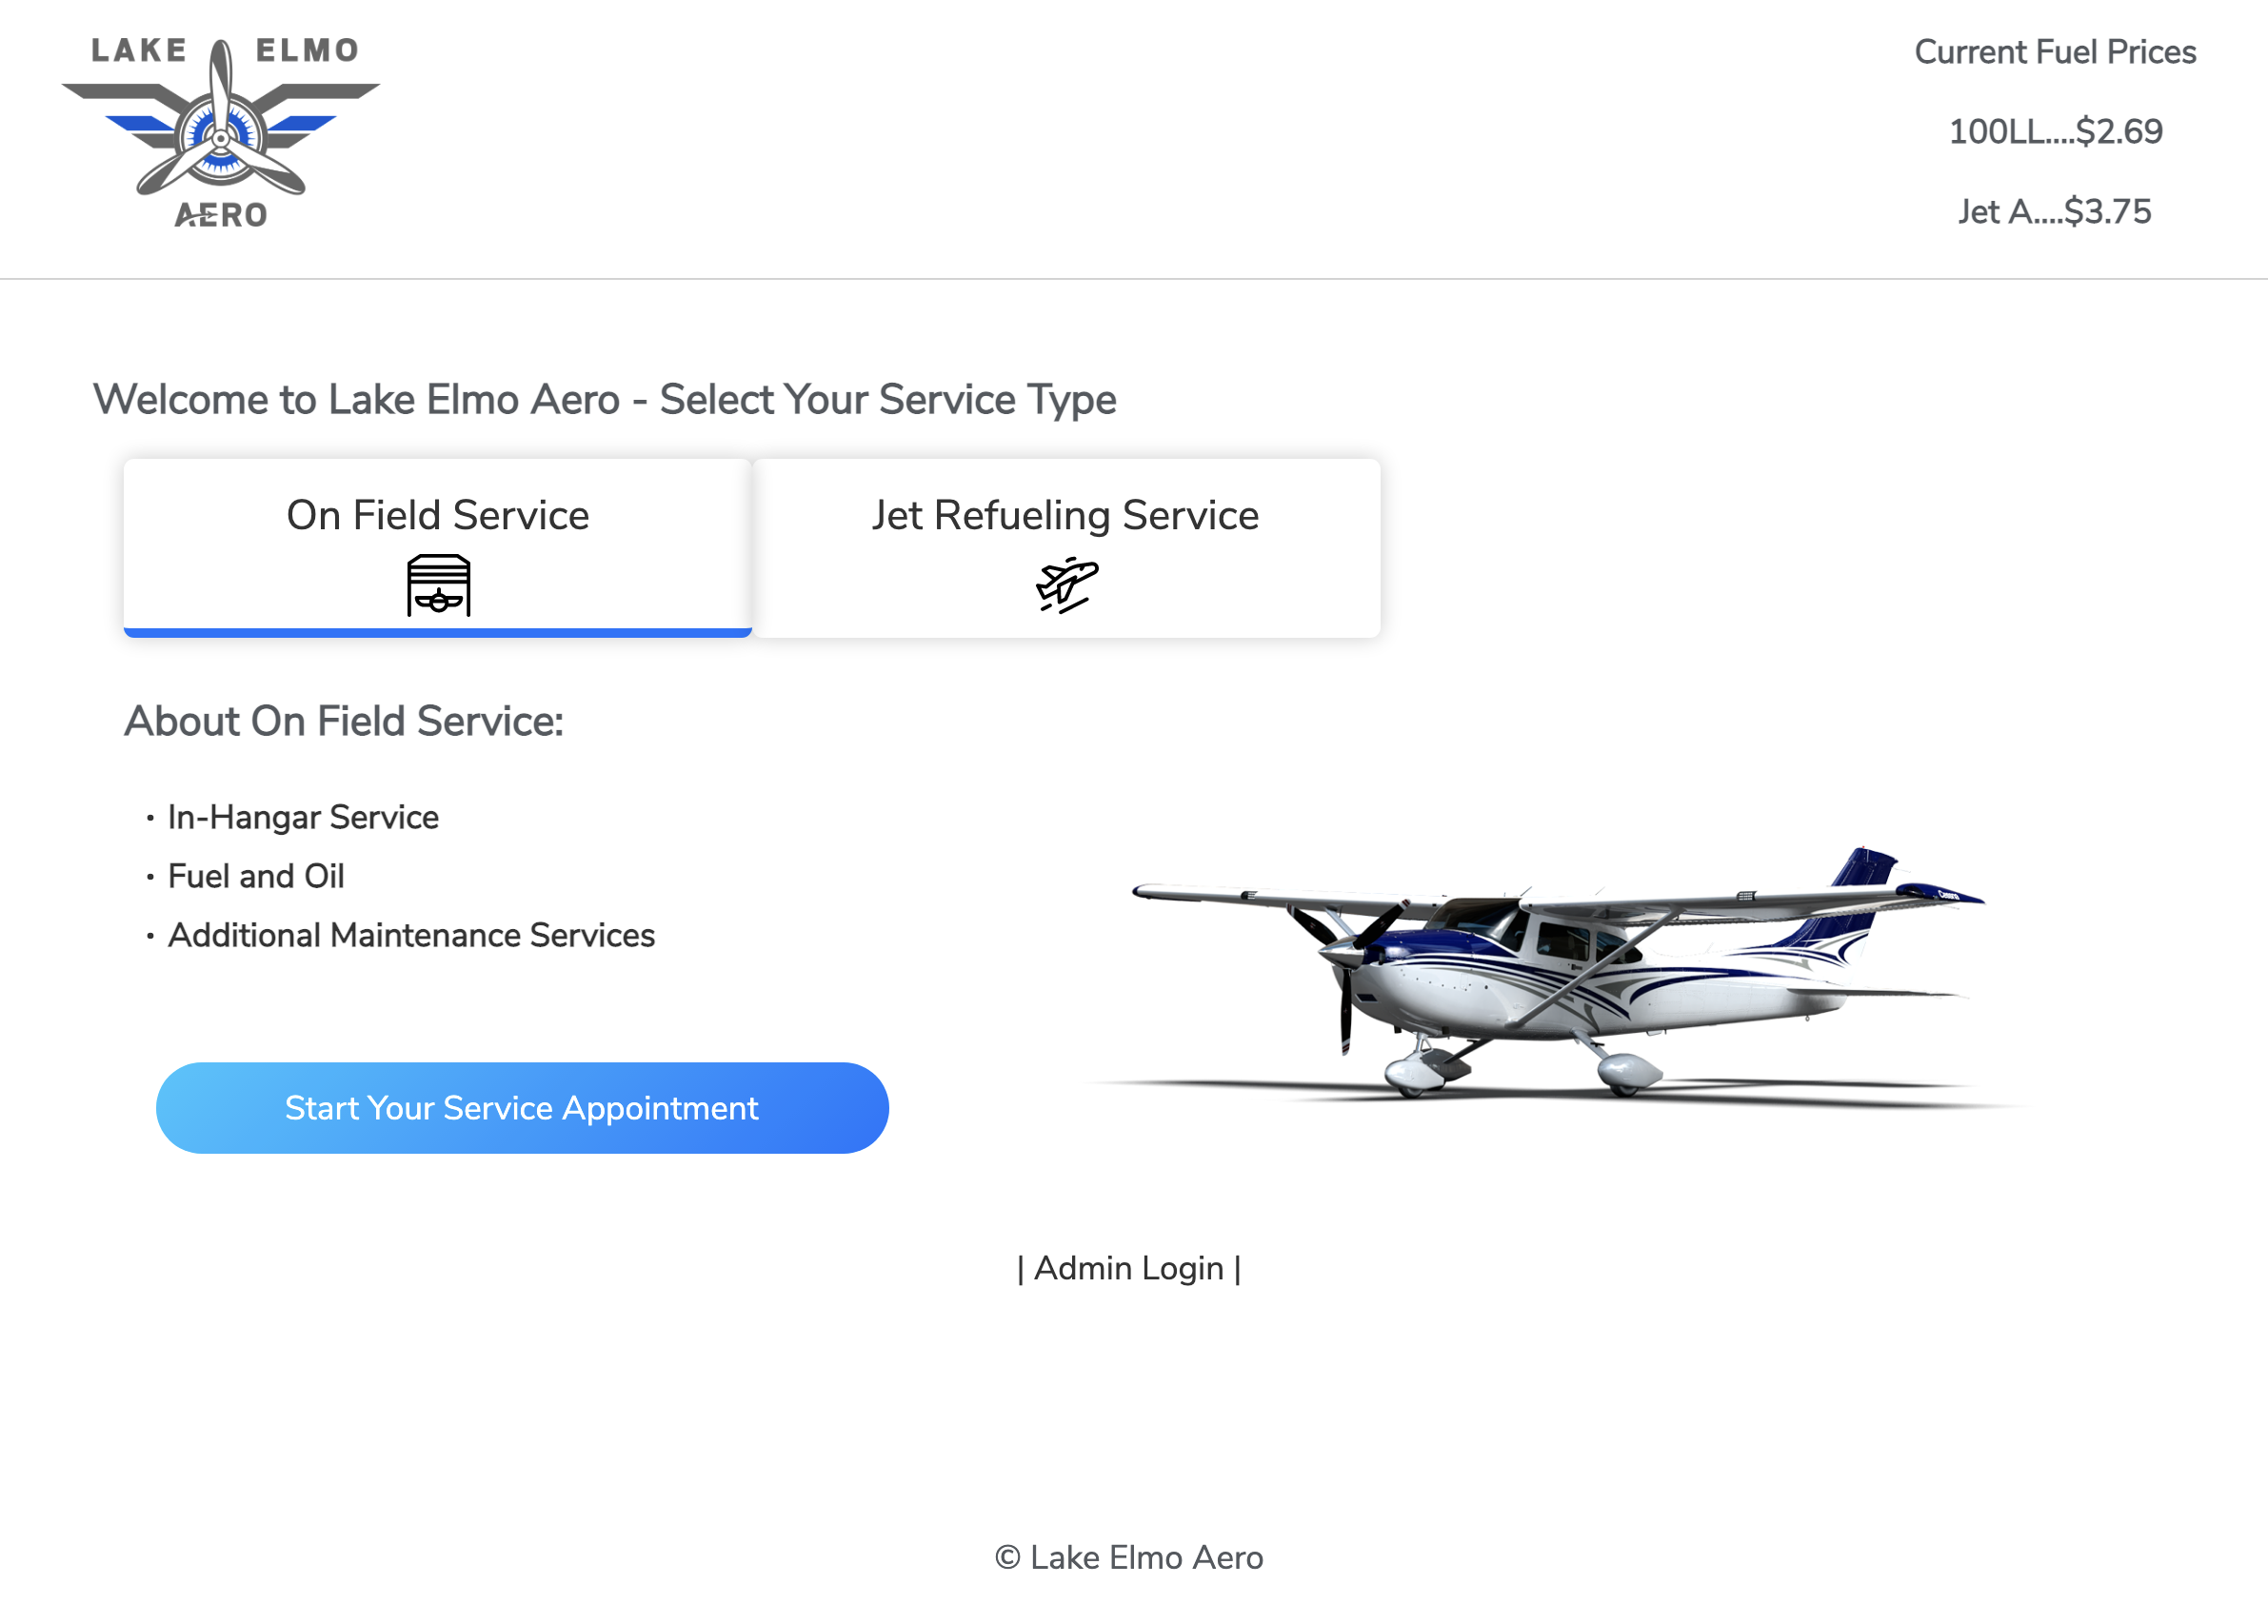 LAKE ELMO
AERO
Current Fuel Prices
100LL....$2.69
Jet A....$3.75
Welcome to Lake Elmo Aero - Select Your Service Type
On Field Service
Jet Refueling Service
About On Field Service:
· In-Hangar Service
· Fuel and Oil
· Additional Maintenance Services
Cessna
Start Your Service Appointment
| Admin Login |
© Lake Elmo Aero